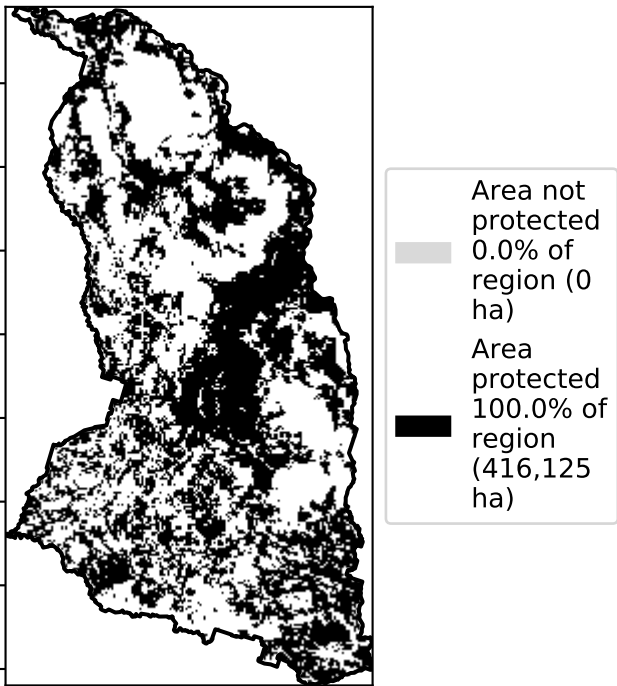 Area not
protected
0.0% of
region (0
ha)
Area
protected
100.0% of
region
(416,125
ha)